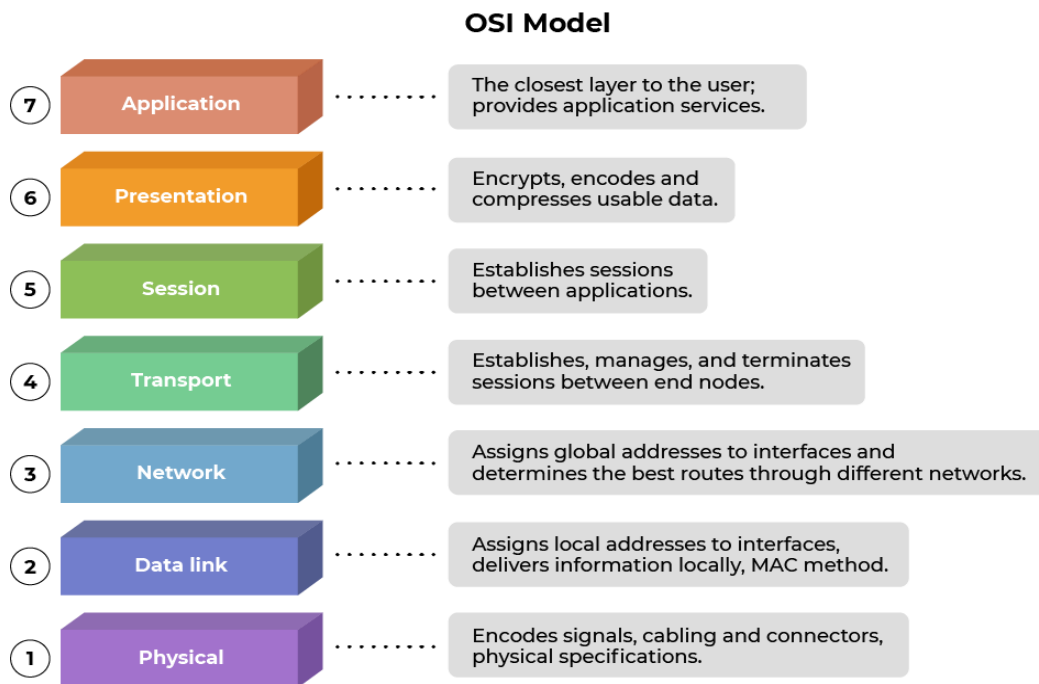 OSI Model
7
Application
The closest layer to the user;
provides application services.
6
Presentation
Encrypts, encodes and
compresses usable data.
5
Session
Establishes sessions
between applications.
4
Transport
Establishes, manages, and terminates
sessions between end nodes.
3
Network
Assigns global addresses to interfaces and
determines the best routes through different networks.
2
Data link
Assigns local addresses to interfaces,
delivers information locally, MAC method.
1
Physical
Encodes signals, cabling and connectors,
physical specifications.